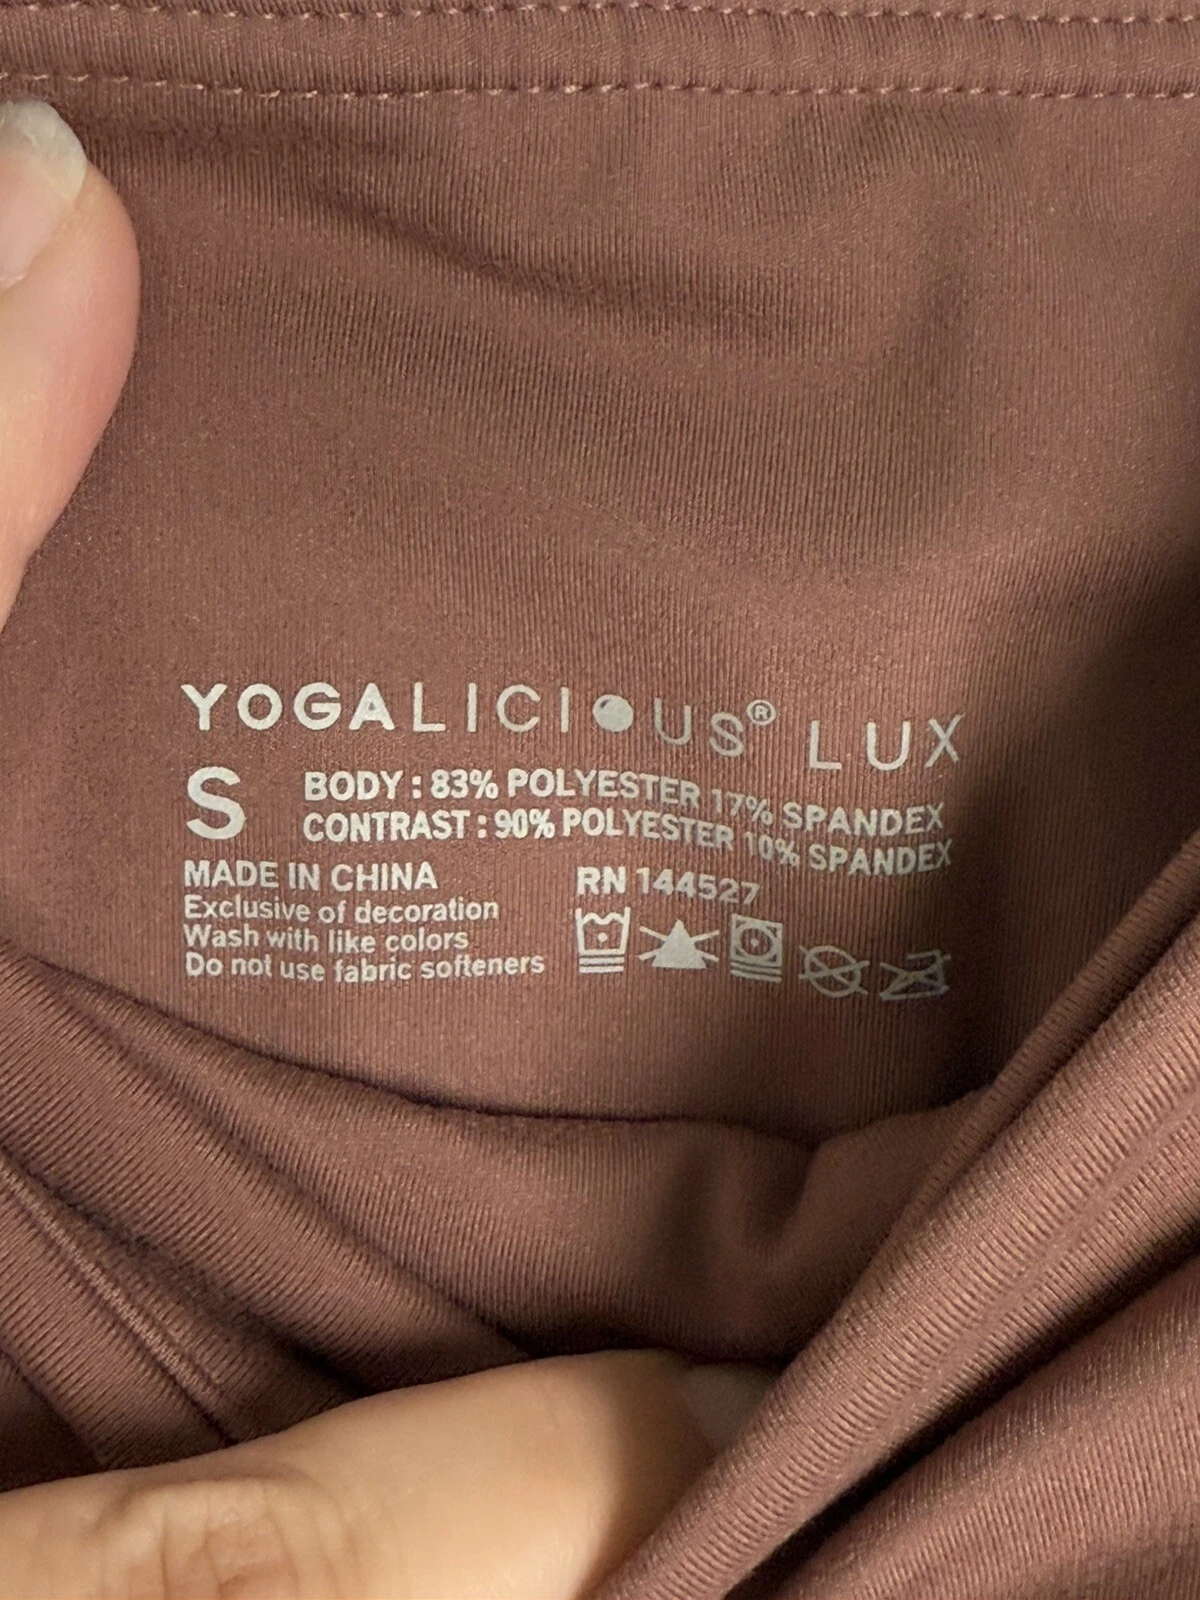 YOGALICIOUS® LUX
S
BODY : 83% POLYESTER 17% SPANDEX
CONTRAST : 90% POLYESTER 10% SPANDEX
MADE IN CHINA
Exclusive of decoration
Wash with like colors
Do not use fabric softeners
RN 144527